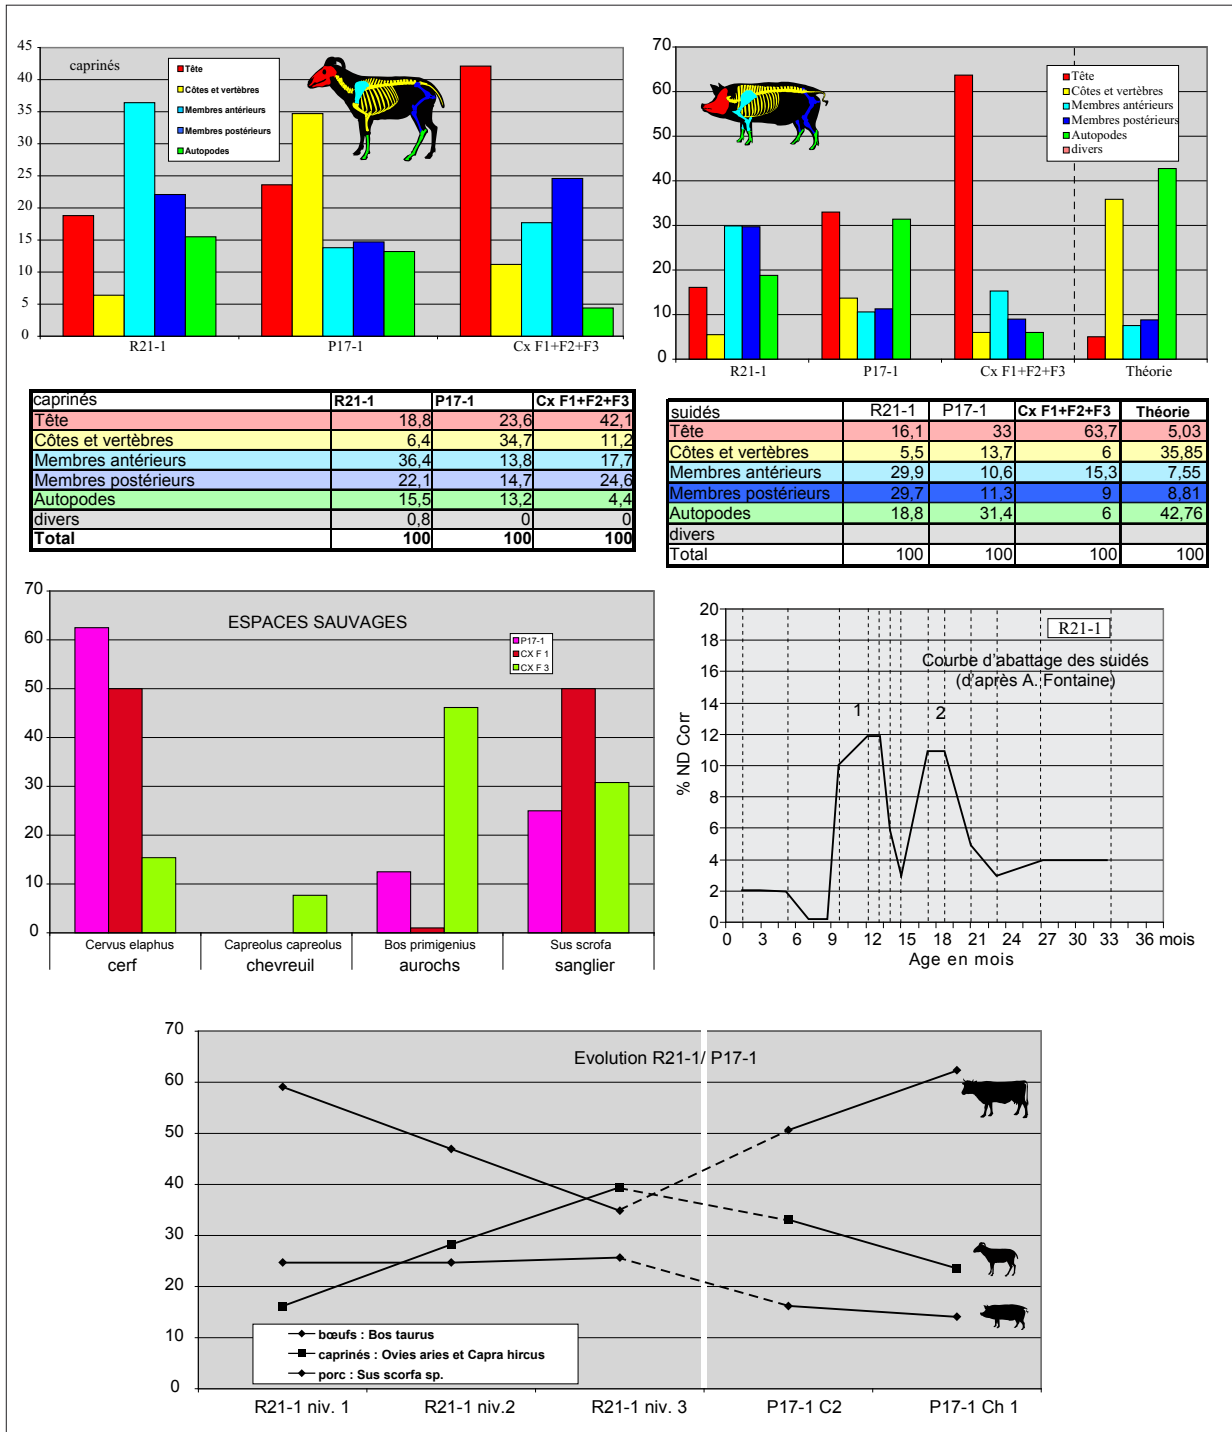 45
40
35
30
25
20
15
10
5
0
caprinés
Tête
Côtes et vertèbres
Membres antérieurs
Membres postérieurs
Autopodes
R21-1 P17-1 Cx F1+F2+F3
70
60
50
40
30
20
10
0
Tête
Côtes et vertèbres
Membres antérieurs
Membres postérieurs
Autopodes
divers
R21-1 P17-1 Cx F1+F2+F3 Théorie
caprinés R21-1 P17-1 Cx F1+F2+F3
Tête 18,8 23,6 42,1
Côtes et vertèbres 6,4 34,7 11,2
Membres antérieurs 36,4 13,8 17,7
Membres postérieurs 22,1 14,7 24,6
Autopodes 15,5 13,2 4,4
divers 0,8 0 0
Total 100 100 100
suidés R21-1 P17-1 Cx F1+F2+F3 Théorie
Tête 16,1 33 63,7 5,03
Côtes et vertèbres 5,5 13,7 6 35,85
Membres antérieurs 29,9 10,6 15,3 7,55
Membres postérieurs 29,7 11,3 9 8,81
Autopodes 18,8 31,4 6 42,76
divers
Total 100 100 100 100
70
60
50
40
30
20
10
0
ESPACES SAUVAGES
P17-1
CX F 1
CX F 3
Cervus elaphus Capreolus capreolus Bos primigenius Sus scrofa
cerf chevreuil aurochs sanglier
20
18
16
14
12
10
8
6
4
2
0
% ND Corr
R21-1
Courbe d'abattage des suidés
(d'après A. Fontaine)
1 2
0 3 6 9 12 15 18 21 24 27 30 33 36 mois
Age en mois
70
60
50
40
30
20
10
0
Evolution R21-1/ P17-1
bœufs : Bos taurus
caprinés : Ovies aries et Capra hircus
porc : Sus scorfa sp.
R21-1 niv. 1 R21-1 niv.2 R21-1 niv. 3 P17-1 C2 P17-1 Ch 1